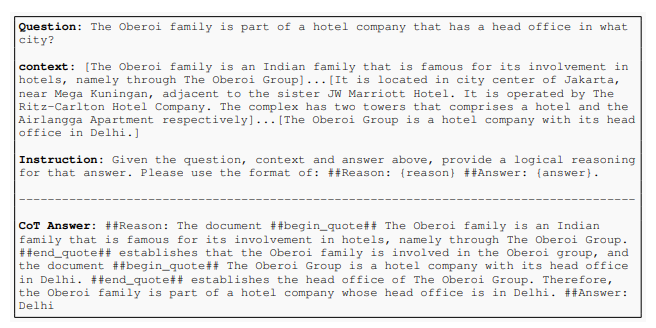 Question: The Oberoi family is part of a hotel company that has a head office in what
city?
context: [The Oberoi family is an Indian family that is famous for its involvement in
hotels, namely through The Oberoi Group]...[It is located in city center of Jakarta,
near Mega Kuningan, adjacent to the sister JW Marriott Hotel. It is operated by The
Ritz-Carlton Hotel Company. The complex has two towers that comprises a hotel and the
Airlangga Apartment respectively]...[The Oberoi Group is a hotel company with its head
office in Delhi.]
Instruction: Given the question, context and answer above, provide a logical reasoning
for that answer. Please use the format of: ##Reason: {reason} ##Answer: {answer}.
CoT Answer: ##Reason: The document ##begin_quote## The Oberoi family is an Indian
family that is famous for its involvement in hotels, namely through The Oberoi Group.
##end_quote## establishes that the Oberoi family is involved in the Oberoi group, and
the document ##begin_quote## The Oberoi Group is a hotel company with its head office
in Delhi. ##end_quote## establishes the head office of The Oberoi Group. Therefore,
the Oberoi family is part of a hotel company whose head office is in Delhi. ##Answer:
Delhi